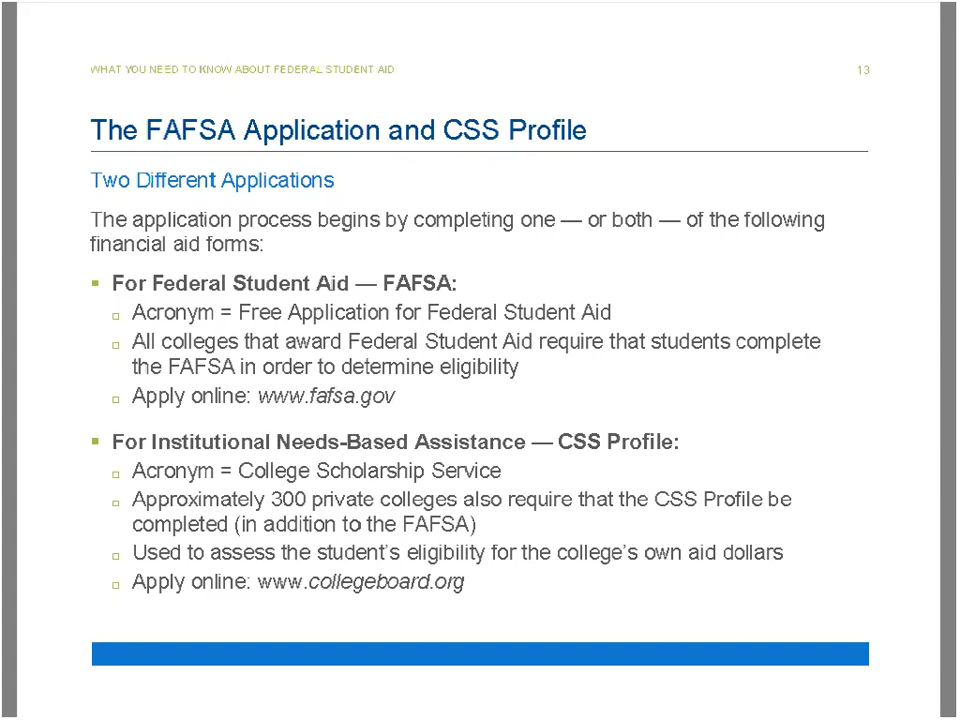 WHAT YOU NEED TO KNOW ABOUT FEDERAL STUDENT AID
13
The FAFSA Application and CSS Profile
Two Different Applications
The application process begins by completing one — or both — of the following
financial aid forms:
For Federal Student Aid — FAFSA:
Acronym = Free Application for Federal Student Aid
All colleges that award Federal Student Aid require that students complete
the FAFSA in order to determine eligibility
Apply online: www.fafsa.gov
For Institutional Needs-Based Assistance — CSS Profile:
Acronym = College Scholarship Service
Approximately 300 private colleges also require that the CSS Profile be
completed (in addition to the FAFSA)
Used to assess the student's eligibility for the college's own aid dollars
Apply online: www.collegeboard.org